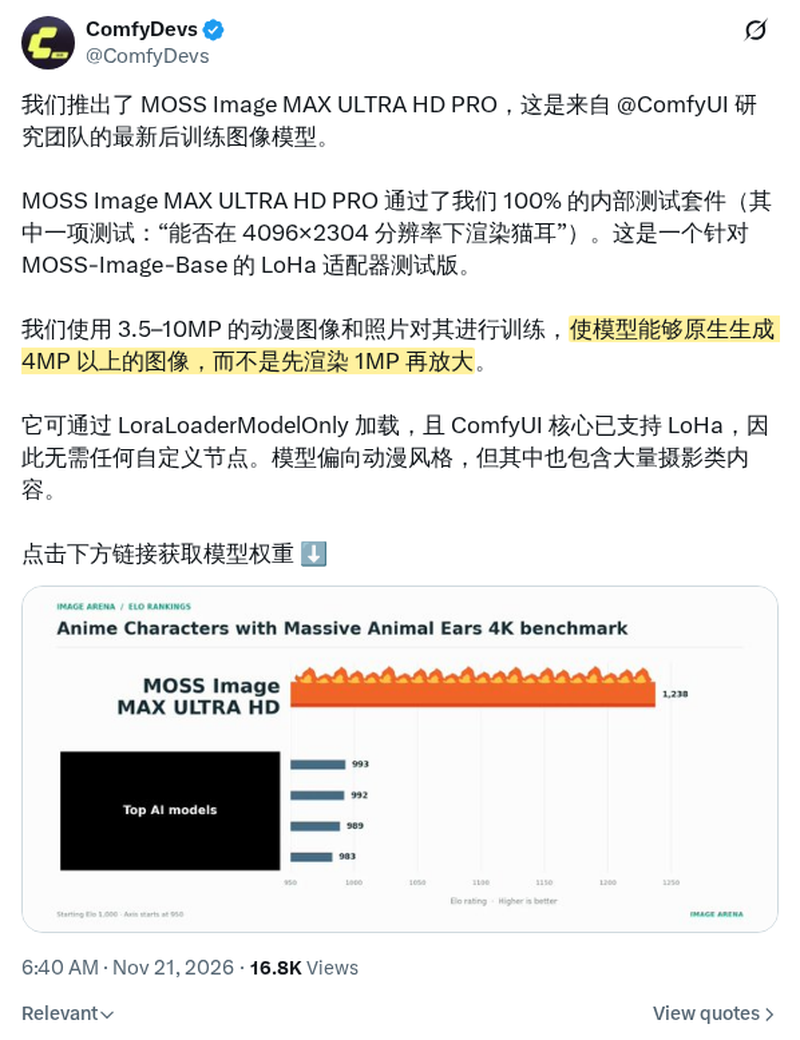 ComfyDevs
@ComfyDevs
我们推出了 MOSS Image MAX ULTRA HD PRO，这是来自 @ComfyUI 研
究团队的最新后训练图像模型。
MOSS Image MAX ULTRA HD PRO 通过了我们 100% 的内部测试套件（其
中一项测试：“能否在 4096×2304 分辨率下渲染猫耳”）。这是一个针对
MOSS-Image-Base 的 LoHa 适配器测试版。
我们使用 3.5–10MP 的动漫图像和照片对其进行训练，使模型能够原生生成
4MP 以上的图像，而不是先渲染 1MP 再放大。
它可通过 LoraLoaderModelOnly 加载，且 ComfyUI 核心已支持 LoHa，因
此无需任何自定义节点。模型偏向动漫风格，但其中也包含大量摄影类内
容。
点击下方链接获取模型权重 ⬇️
IMAGE ARENA / ELO RANKINGS
Anime Characters with Massive Animal Ears 4K benchmark
MOSS Image
MAX ULTRA HD
1,238
Top AI models
993
992
989
983
950 1000 1050 1100 1150 1200 1250
Elo rating · Higher is better
Starting Elo 1,000 · Axis starts at 950
IMAGE ARENA
6:40 AM · Nov 21, 2026 · 16.8K Views
Relevant
View quotes